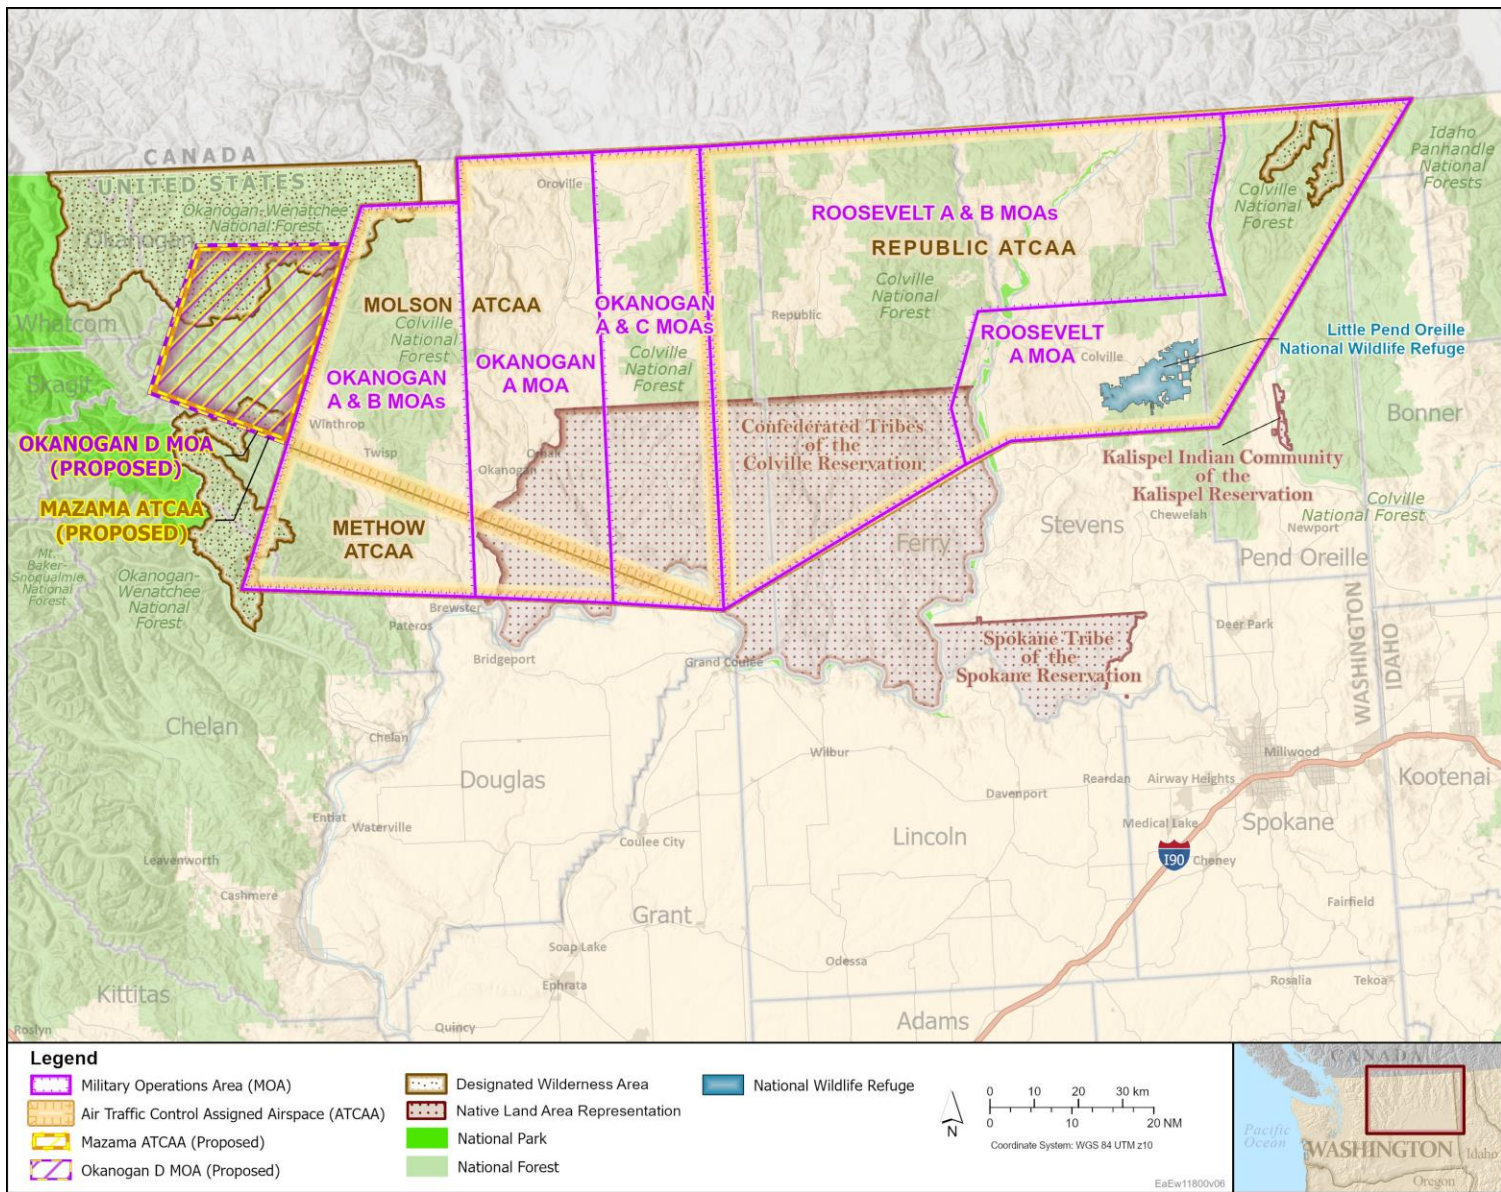 CANADA
UNITED STATES
Okanogan-Wenatchee
National Forest
Okanogan
Whatcom
Skagit
Oroville
MOLSON ATCAA
Colville
National
Forest
OKANOGAN
A & B MOAs
OKANOGAN
A MOA
OKANOGAN
A & C MOAs
Colville
National
Forest
ROOSEVELT A & B MOAs
REPUBLIC ATCAA
Colville
National
Forest
Republic
ROOSEVELT
A MOA
Colville
Colville
National
Forest
Idaho
Panhandle
National
Forests
Little Pend Oreille
National Wildlife Refuge
Bonner
Winthrop
Twisp
Okanogan
Omak
OKANOGAN D MOA
(PROPOSED)
MAZAMA ATCAA
(PROPOSED)
METHOW
ATCAA
Confederated Tribes
of the
Colville Reservation
Kalispel Indian Community
of the
Kalispel Reservation
Colville
National Forest
Chewelah
Newport
Stevens
Ferry
Pend Oreille
Mt.
Baker-
Snoqualmie
National
Forest
Okanogan-
Wenatchee
National
Forest
Brewster
Pateros
Bridgeport
Grand Coulee
Spokane Tribe
of the
Spokane Reservation
Deer Park
WASHINGTON
IDAHO
Chelan
Chelan
Douglas
Wilbur
Millwood
Reardan
Airway Heights
Kootenai
Davenport
Entiat
Waterville
Coulee City
Lincoln
Medical Lake
Spokane
I90
Cheney
Leavenworth
Cashmere
Grant
Fairfield
Soap Lake
Odessa
Ephrata
Rosalia
Tekoa
Kittitas
Roslyn
Quincy
Adams
Legend
Military Operations Area (MOA)
Air Traffic Control Assigned Airspace (ATCAA)
Mazama ATCAA (Proposed)
Okanogan D MOA (Proposed)
Designated Wilderness Area
Native Land Area Representation
National Park
National Forest
National Wildlife Refuge
N
0 10 20 30 km
0 10 20 NM
Coordinate System: WGS 84 UTM z10
EaEw11800v06
CANADA
Pacific
Ocean
WASHINGTON
Idaho
Oregon